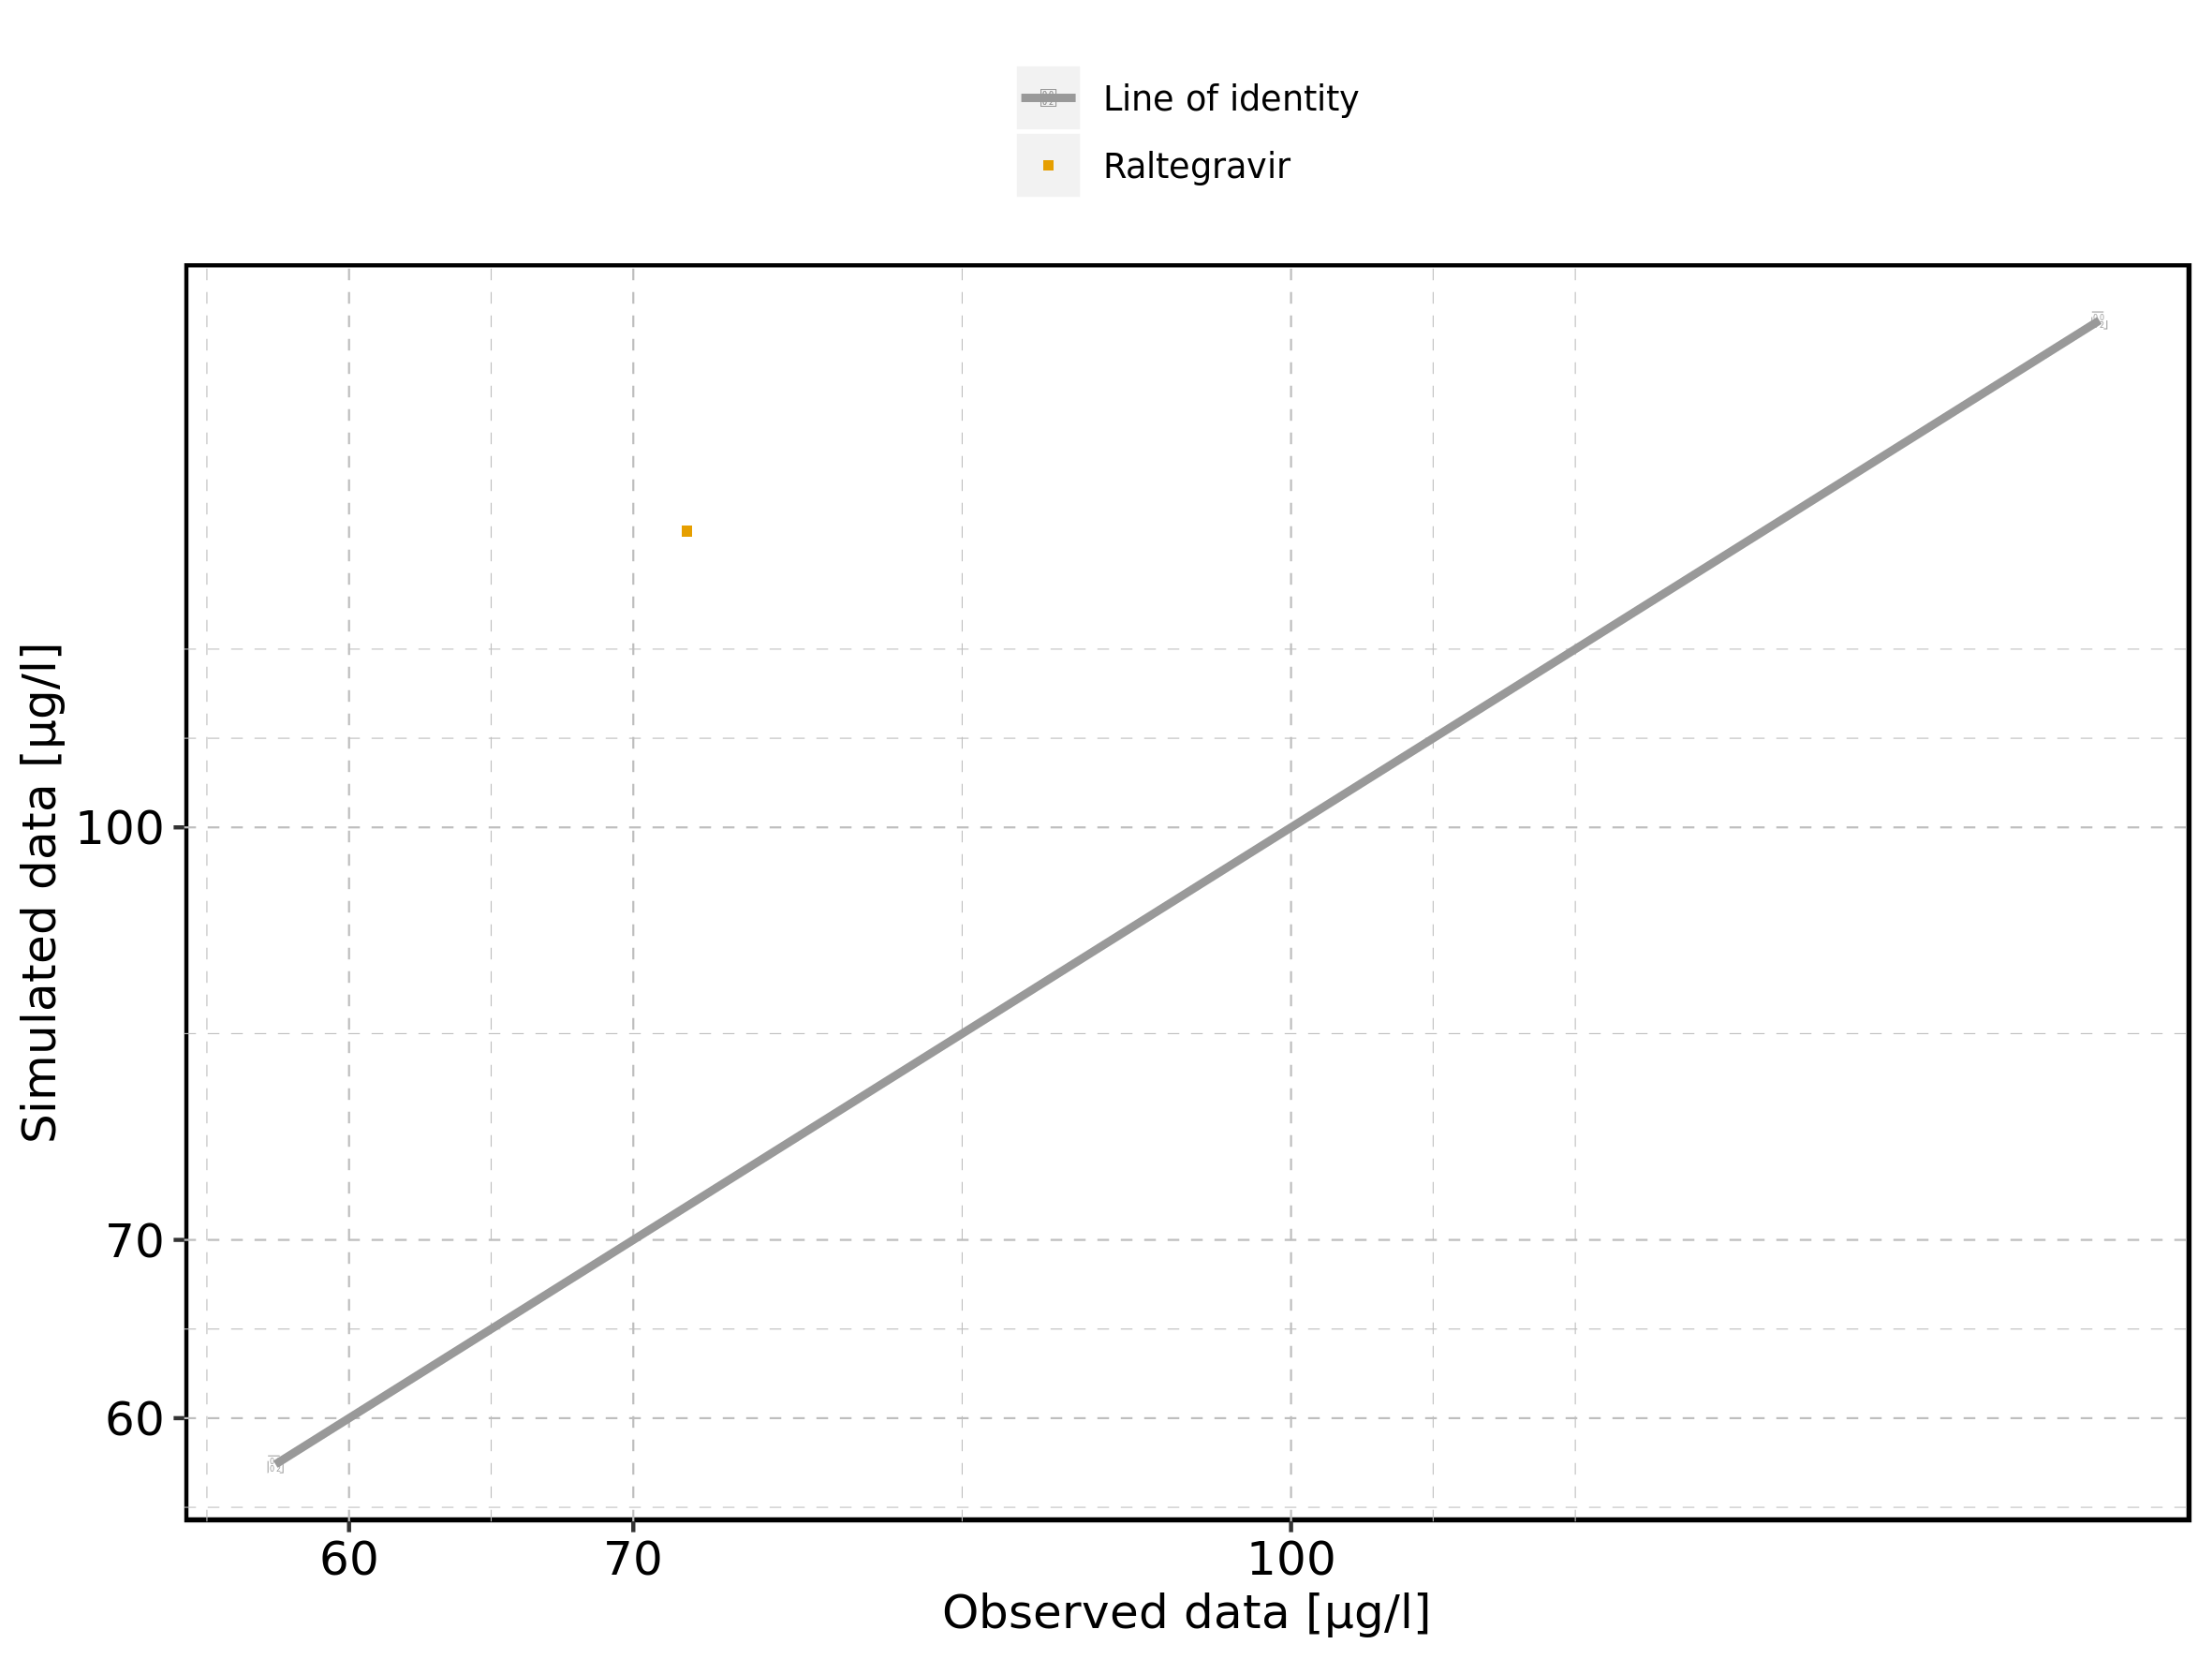 Line of identity
Raltegravir
Simulated data [µg/l]
100
70
60
60
70
100
Observed data [µg/l]